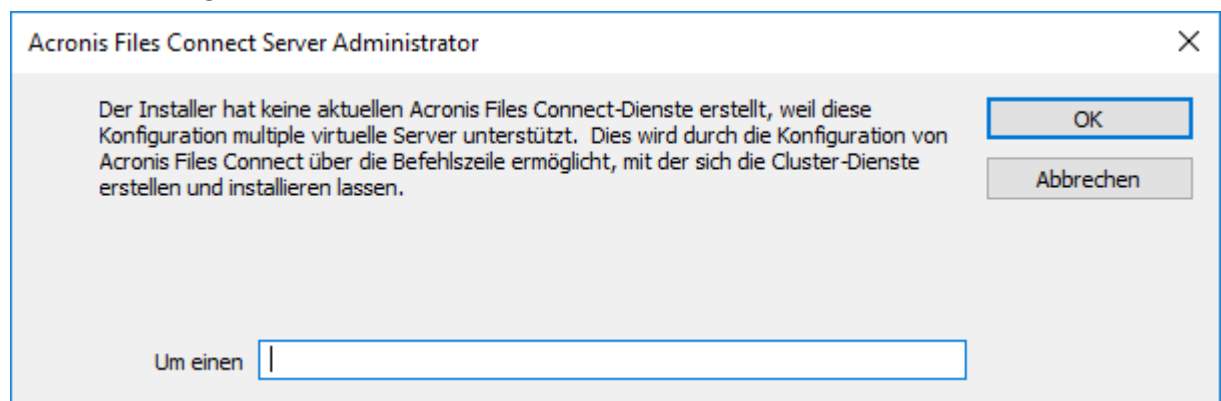 Acronis Files Connect Server Administrator
Der Installer hat keine aktuellen Acronis Files Connect-Dienste erstellt, weil diese
Konfiguration multiple virtuelle Server unterstützt. Dies wird durch die Konfiguration von
Acronis Files Connect über die Befehlszeile ermöglicht, mit der sich die Cluster-Dienste
erstellen und installieren lassen.
OK
Abbrechen
Um einen